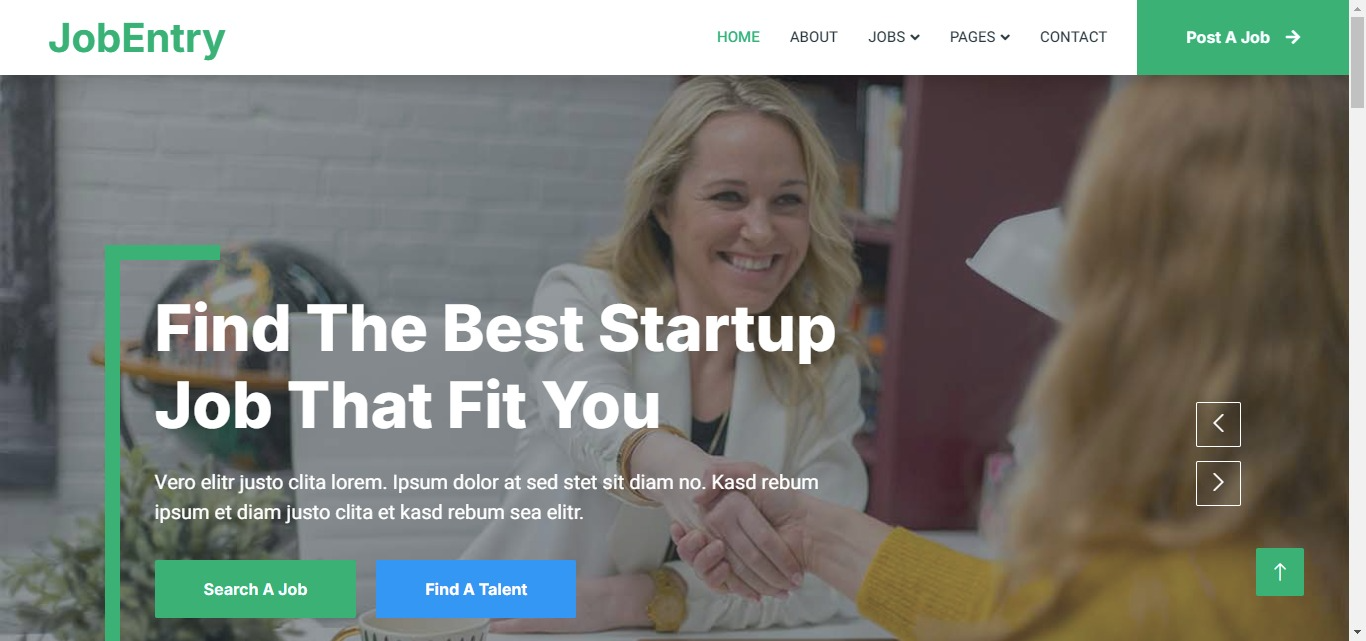 JobEntry
HOME ABOUT JOBS PAGES CONTACT Post A Job
Find The Best Startup
Job That Fit You
Vero elitr justo clita lorem. Ipsum dolor at sed stet sit diam no. Kasd rebum
ipsum et diam justo clita et kasd rebum sea elitr.
Search A Job Find A Talent